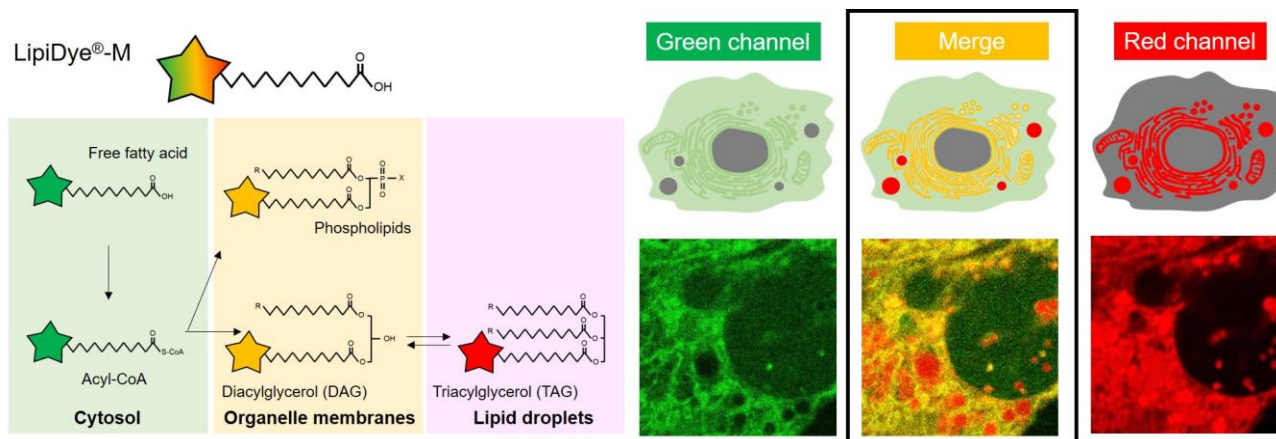 LipiDye®-M
O
OH
Free fatty acid
O
OH
O
S-CoA
Acyl-CoA
Cytosol
R
O
O
O
O
P
X
O
O
Phospholipids
R
O
O
OH
O
O
Diacylglycerol (DAG)
Organelle membranes
R
O
O
R
O
O
O
O
Triacylglycerol (TAG)
Lipid droplets
Green channel
Merge
Red channel